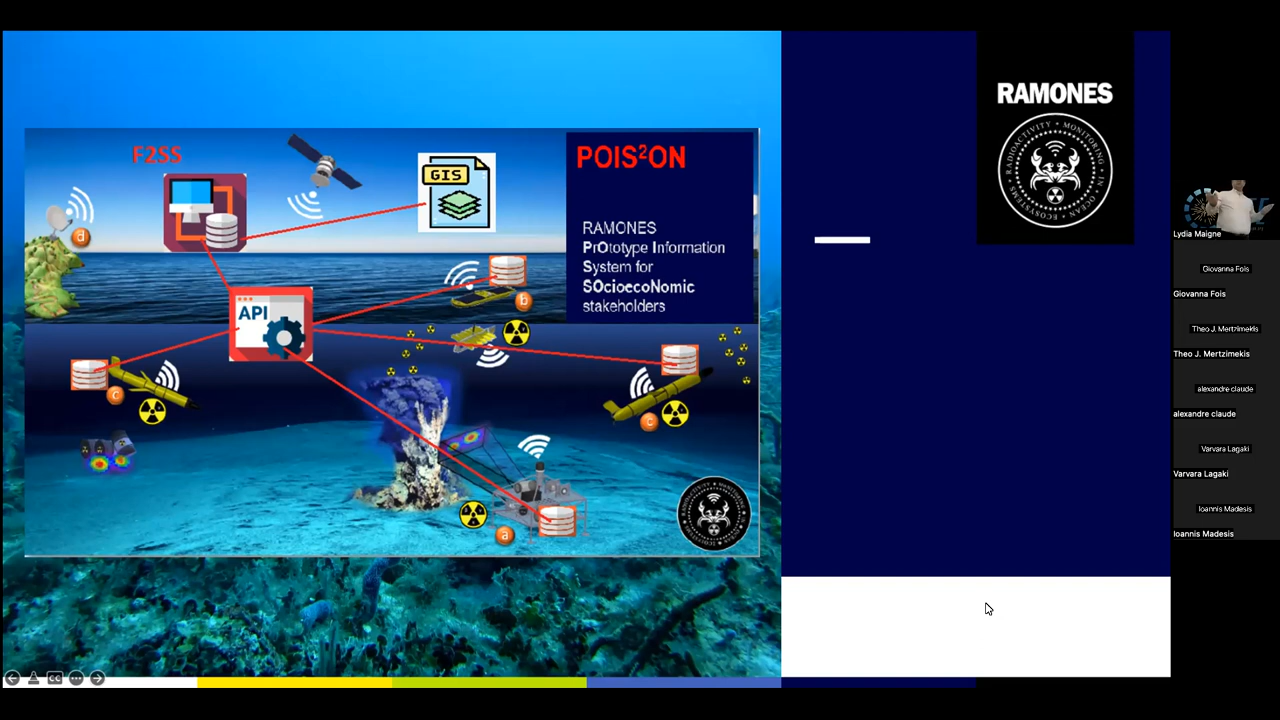 F2SS
GIS
a
API
b
c
c
a
POIS²ON
RAMONES
PrOtotype Information
System for
SOcioecoNomic
stakeholders
RAMONES
RADIOACTIVITY • MONITORING • IN • OCEAN • ECOSYSTEMS
CC
Lydia Maigne
Giovanna Fois
Giovanna Fois
Theo J. Mertzimekis
Theo J. Mertzimekis
alexandre claude
alexandre claude
Varvara Lagaki
Varvara Lagaki
Ioannis Madesis
Ioannis Madesis